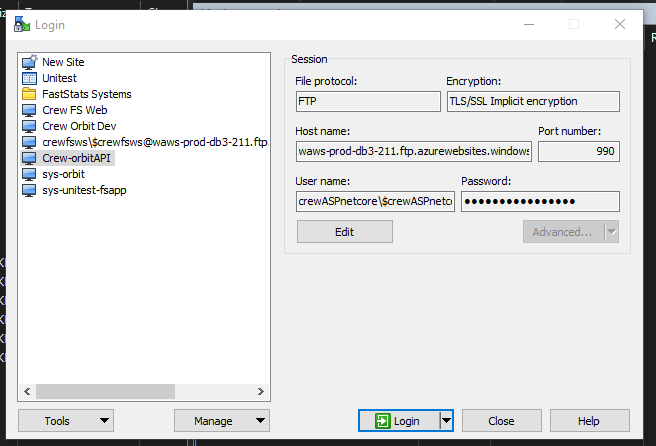 Login
New Site
Unitest
FastStats Systems
Crew FS Web
Crew Orbit Dev
crewfsws\$crewfsws@waws-prod-db3-211.ftp
Crew-orbitAPI
sys-orbit
sys-unitest-fsapp
Session
File protocol: Encryption:
FTP TLS/SSL Implicit encryption
Host name: Port number:
waws-prod-db3-211.ftp.azurewebsites.windows 990
User name: Password:
crewASPnetcore\$crewASPnetco ••••••••••••••••
Edit Advanced...
Tools Manage Login Close Help